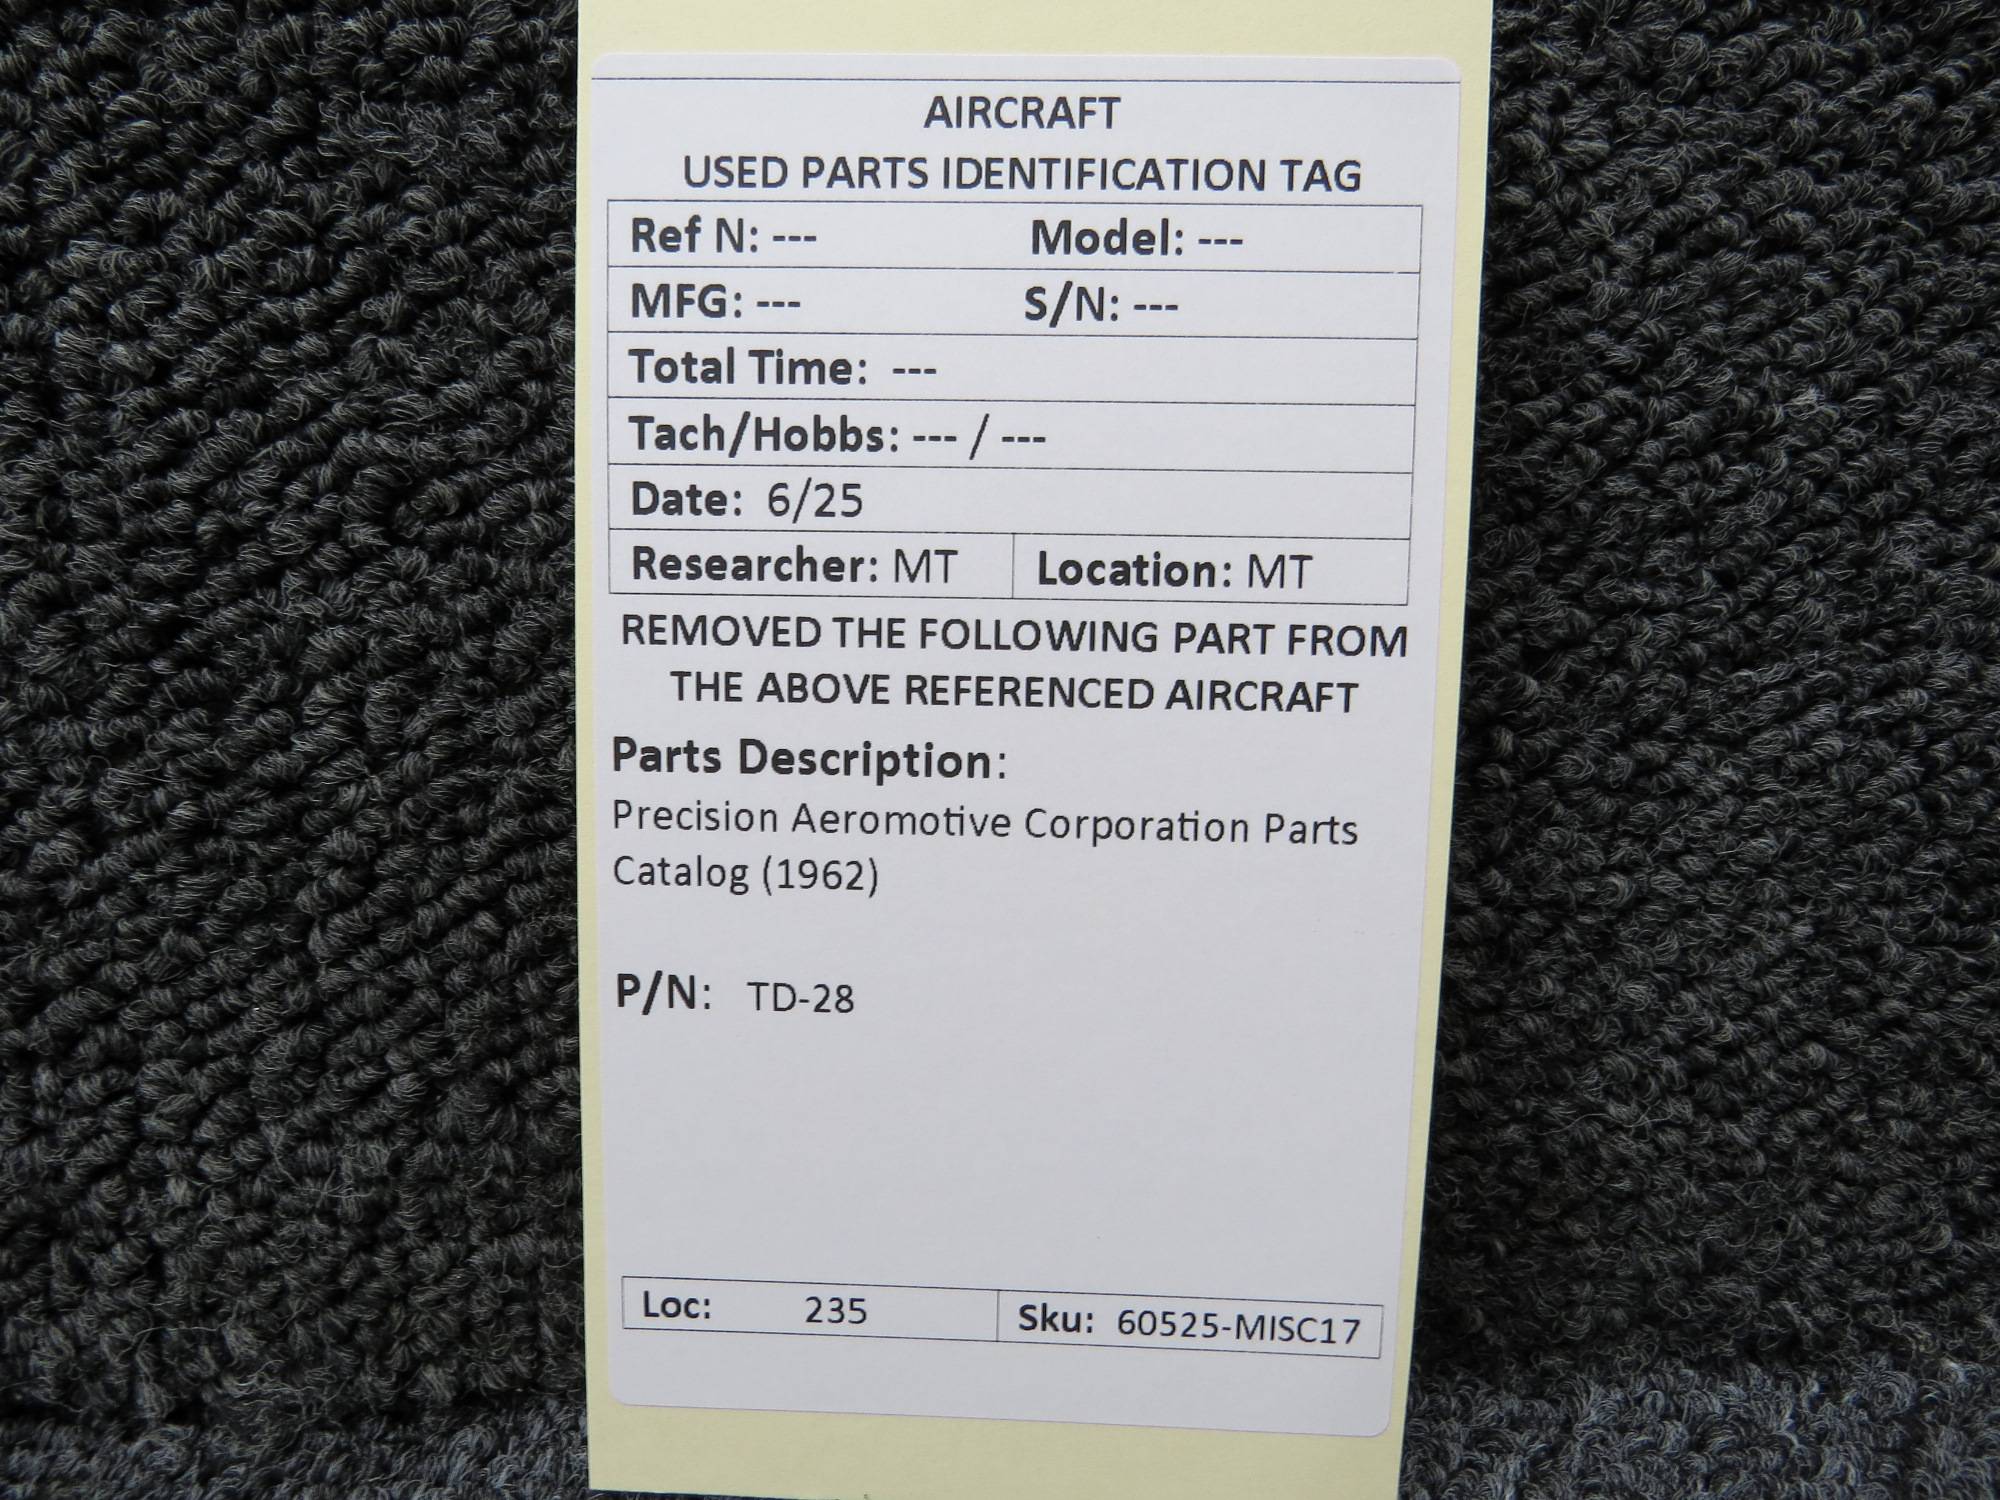 AIRCRAFT
USED PARTS IDENTIFICATION TAG
Ref N: --- Model: ---
MFG: --- S/N: ---
Total Time: ---
Tach/Hobbs: --- / ---
Date: 6/25
Researcher: MT Location: MT
REMOVED THE FOLLOWING PART FROM
THE ABOVE REFERENCED AIRCRAFT
Parts Description:
Precision Aeromotive Corporation Parts
Catalog (1962)
P/N: TD-28
Loc: 235 Sku: 60525-MISC17